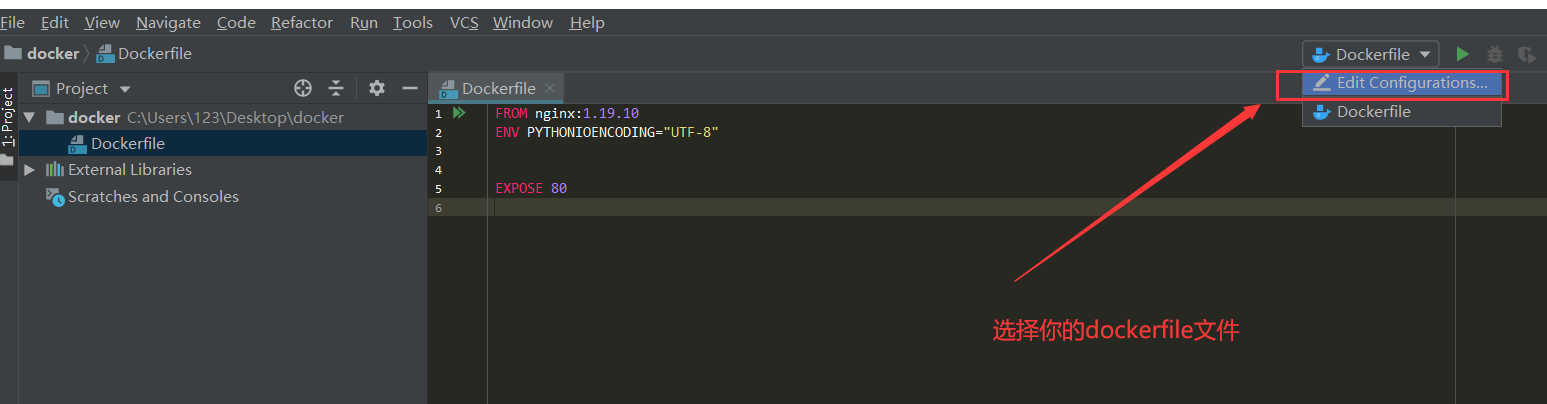 File Edit View Navigate Code Refactor Run Tools VCS Window Help
docker Dockerfile
Dockerfile
Edit Configurations...
Dockerfile
Project
Dockerfile
1: Project
docker C:\Users\123\Desktop\docker
Dockerfile
External Libraries
Scratches and Consoles
1 FROM nginx:1.19.10
2 ENV PYTHONIOENCODING="UTF-8"
3
4
5 EXPOSE 80
6
选择你的dockerfile文件